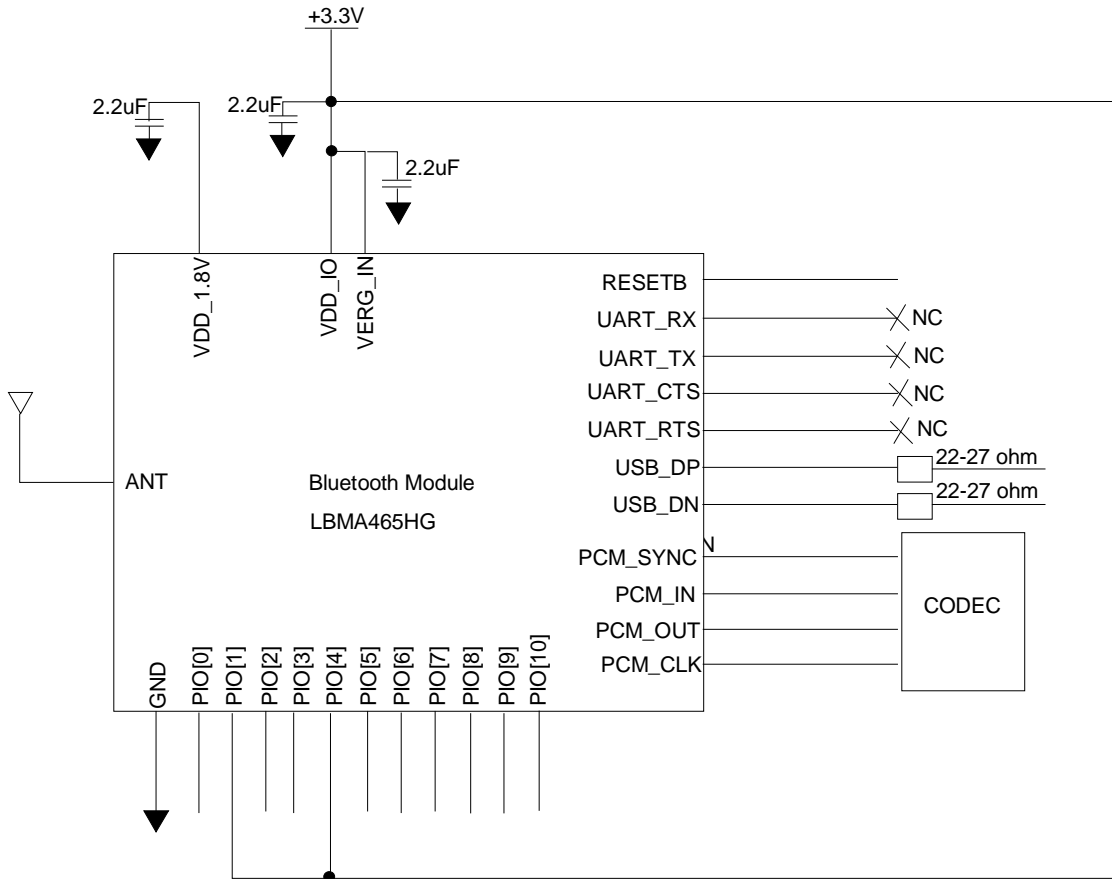 +3.3V
2.2uF
2.2uF
2.2uF
VDD_1.8V
VDD_IO
VERG_IN
RESETB
UART_RX
NC
UART_TX
NC
UART_CTS
NC
UART_RTS
NC
USB_DP
22-27 ohm
USB_DN
22-27 ohm
ANT
Bluetooth Module
LBMA465HG
N
PCM_SYNC
PCM_IN
PCM_OUT
PCM_CLK
CODEC
GND
PIO[0]
PIO[1]
PIO[2]
PIO[3]
PIO[4]
PIO[5]
PIO[6]
PIO[7]
PIO[8]
PIO[9]
PIO[10]